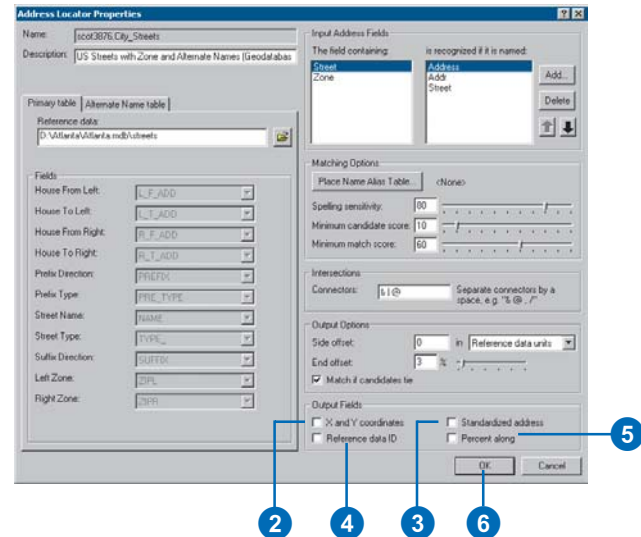 Address Locator Properties
Name: scot3876.City_Streets
Description: US Streets with Zone and Alternate Names (Geodatabas
Primary table Alternate Name table
Reference data:
D:\Atlanta\Atlanta.mdb\streets
Fields
House From Left: L_F_ADD
House To Left: L_T_ADD
House From Right: R_F_ADD
House To Right: R_T_ADD
Prefix Direction: PREFIX
Prefix Type: PRE_TYPE
Street Name: NAME
Street Type: TYPE_
Suffix Direction: SUFFIX
Left Zone: ZIPL
Right Zone: ZIPR
Input Address Fields
The field containing: is recognized if it is named:
Street
Zone
Address
Addr
Street
Add...
Delete
Matching Options
Place Name Alias Table... <None>
Spelling sensitivity: 80
Minimum candidate score: 10
Minimum match score: 60
Intersections
Connectors: & | @ Separate connectors by a
space, e.g. "& @ , /"
Output Options
Side offset: 0 in Reference data units
End offset: 3 %
Match if candidates tie
Output Fields
X and Y coordinates Standardized address
Reference data ID Percent along
OK Cancel
5
2 4 3 6